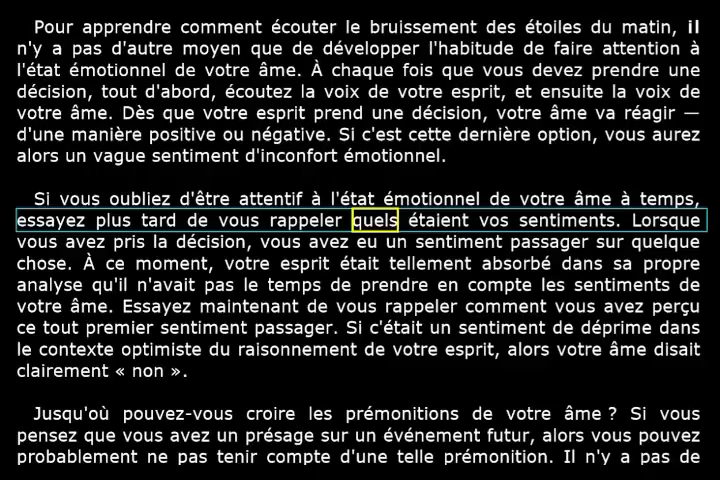 Pour apprendre comment écouter le bruissement des étoiles du matin, il
n'y a pas d'autre moyen que de développer l'habitude de faire attention à
l'état émotionnel de votre âme. À chaque fois que vous devez prendre une
décision, tout d'abord, écoutez la voix de votre esprit, et ensuite la voix de
votre âme. Dès que votre esprit prend une décision, votre âme va réagir —
d'une manière positive ou négative. Si c'est cette dernière option, vous aurez
alors un vague sentiment d'inconfort émotionnel.
Si vous oubliez d'être attentif à l'état émotionnel de votre âme à temps,
essayez plus tard de vous rappeler quels étaient vos sentiments. Lorsque
vous avez pris la décision, vous avez eu un sentiment passager sur quelque
chose. À ce moment, votre esprit était tellement absorbé dans sa propre
analyse qu'il n'avait pas le temps de prendre en compte les sentiments de
votre âme. Essayez maintenant de vous rappeler comment vous avez perçu
ce tout premier sentiment passager. Si c'était un sentiment de déprime dans
le contexte optimiste du raisonnement de votre esprit, alors votre âme disait
clairement « non ».
Jusqu'où pouvez-vous croire les prémonitions de votre âme ? Si vous
pensez que vous avez un présage sur un événement futur, alors vous pouvez
probablement ne pas tenir compte d'une telle prémonition. Il n'y a pas de